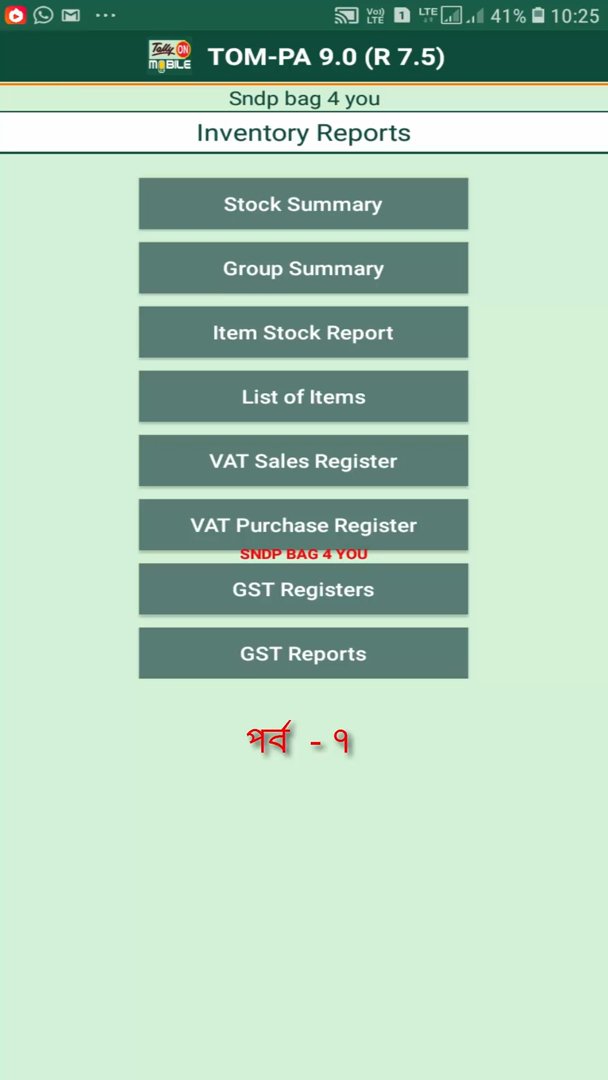 41% 10:25
Tally ON MOBILE
TOM-PA 9.0 (R 7.5)
Sndp bag 4 you
Inventory Reports
Stock Summary
Group Summary
Item Stock Report
List of Items
VAT Sales Register
VAT Purchase Register
SNDP BAG 4 YOU
GST Registers
GST Reports
পর্ব - ১